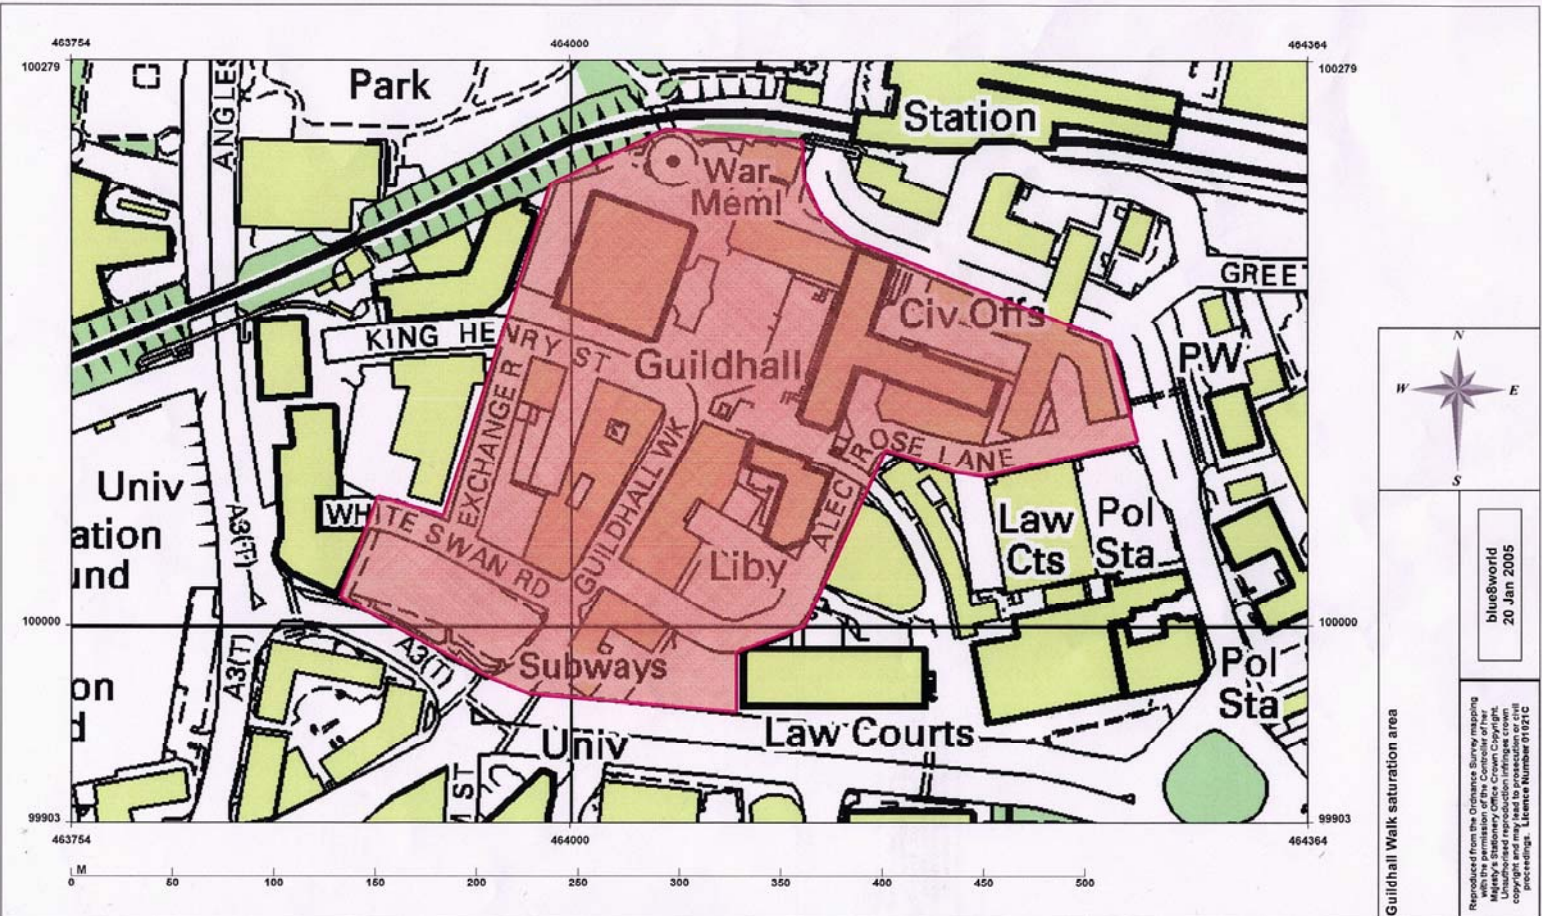 463754
464000
464364
100279
100279
Park
ANGLES
Station
War
Meml
GREET
Civ Offs
KING HENRY ST
Guildhall
PW
EXCHANGE R
GUILDHALL WK
ALEC ROSE LANE
Univ
ation
und
A3(T)
WHITE SWAN RD
Law
Cts
Pol
Sta
Liby
100000
100000
A3(T)
A3(T)
Subways
on
d
Pol
Sta
Univ
Law Courts
M ST
99903
99903
463754
464000
464364
M
0
50
100
150
200
250
300
350
400
450
500
N
W
E
S
Guildhall Walk saturation area
blue8world
20 Jan 2005
Reproduced from the Ordnance Survey mapping
with the permission of the Controller of Her
Majesty's Stationery Office Crown Copyright.
Unauthorised reproduction infringes crown
copyright and may lead to prosecution or civil
proceedings. Licence Number 01021C